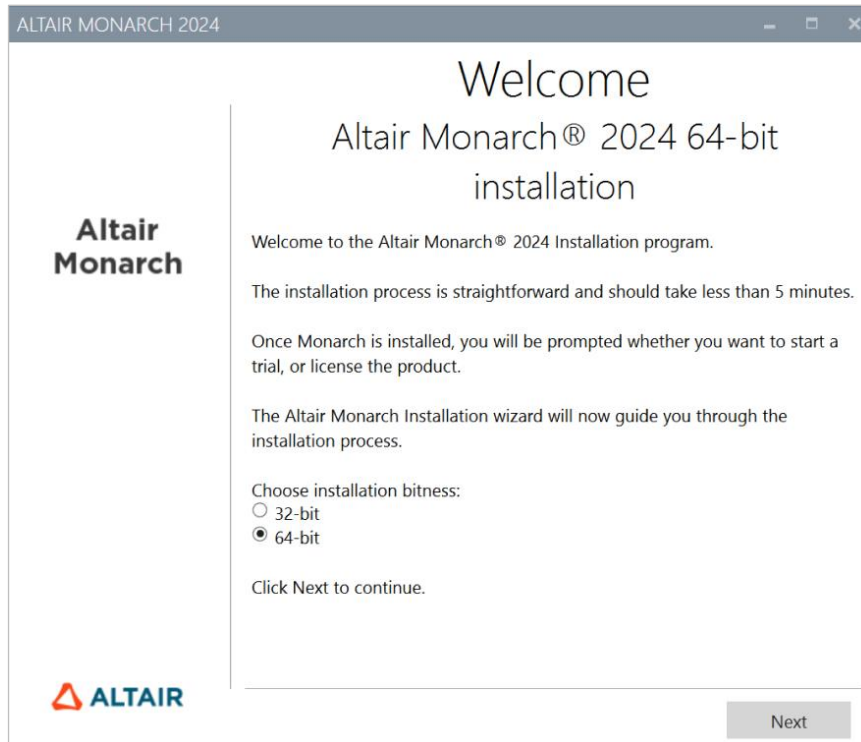 ALTAIR MONARCH 2024
Welcome
Altair Monarch® 2024 64-bit
installation
Altair
Monarch
Welcome to the Altair Monarch® 2024 Installation program.
The installation process is straightforward and should take less than 5 minutes.
Once Monarch is installed, you will be prompted whether you want to start a
trial, or license the product.
The Altair Monarch Installation wizard will now guide you through the
installation process.
Choose installation bitness:
32-bit
64-bit
Click Next to continue.
ALTAIR
Next